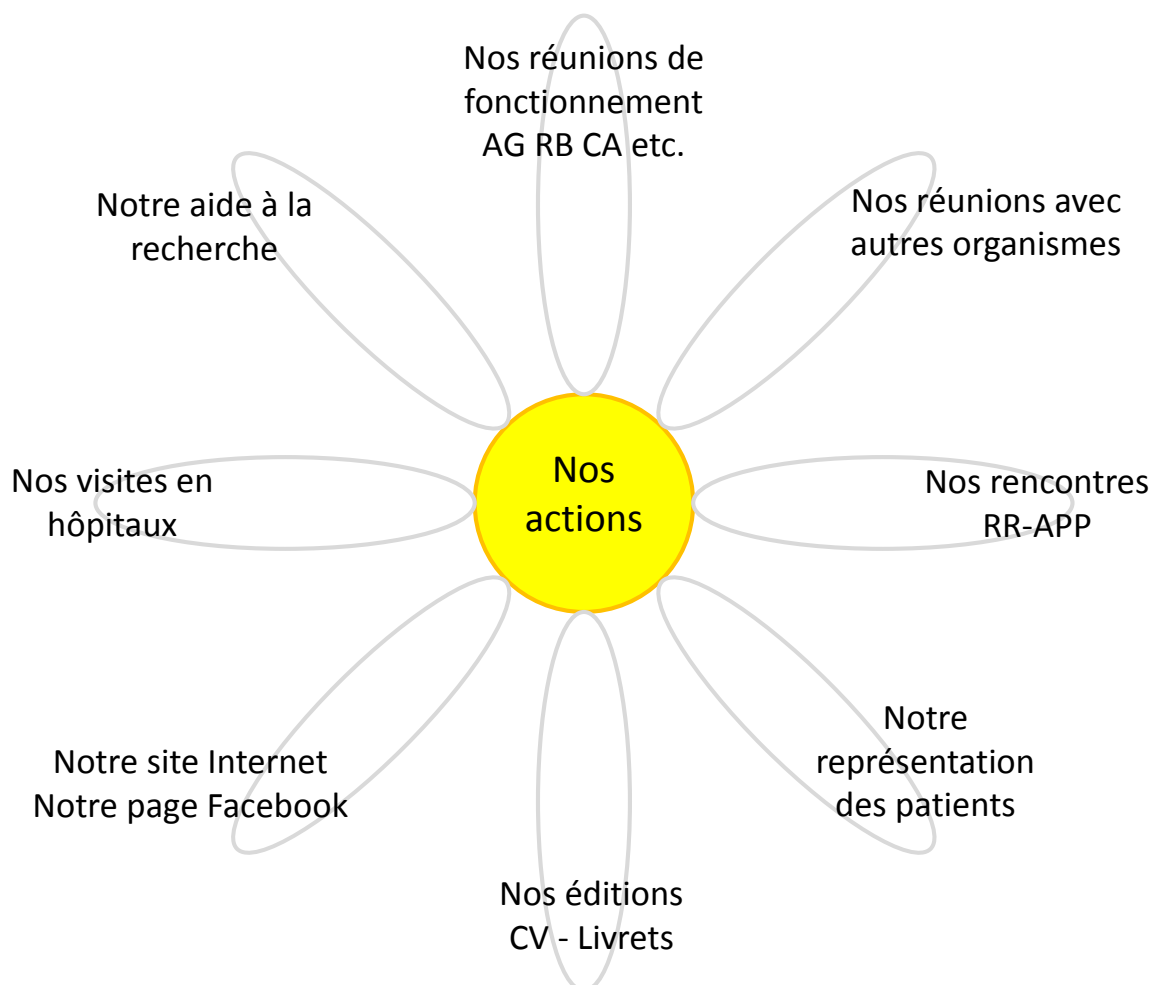 Nos réunions de
fonctionnement
AG RB CA etc.
Notre aide à la
recherche
Nos réunions avec
autres organismes
Nos visites en
hôpitaux
Nos
actions
Nos rencontres
RR-APP
Notre site Internet
Notre page Facebook
Notre
représentation
des patients
Nos éditions
CV - Livrets